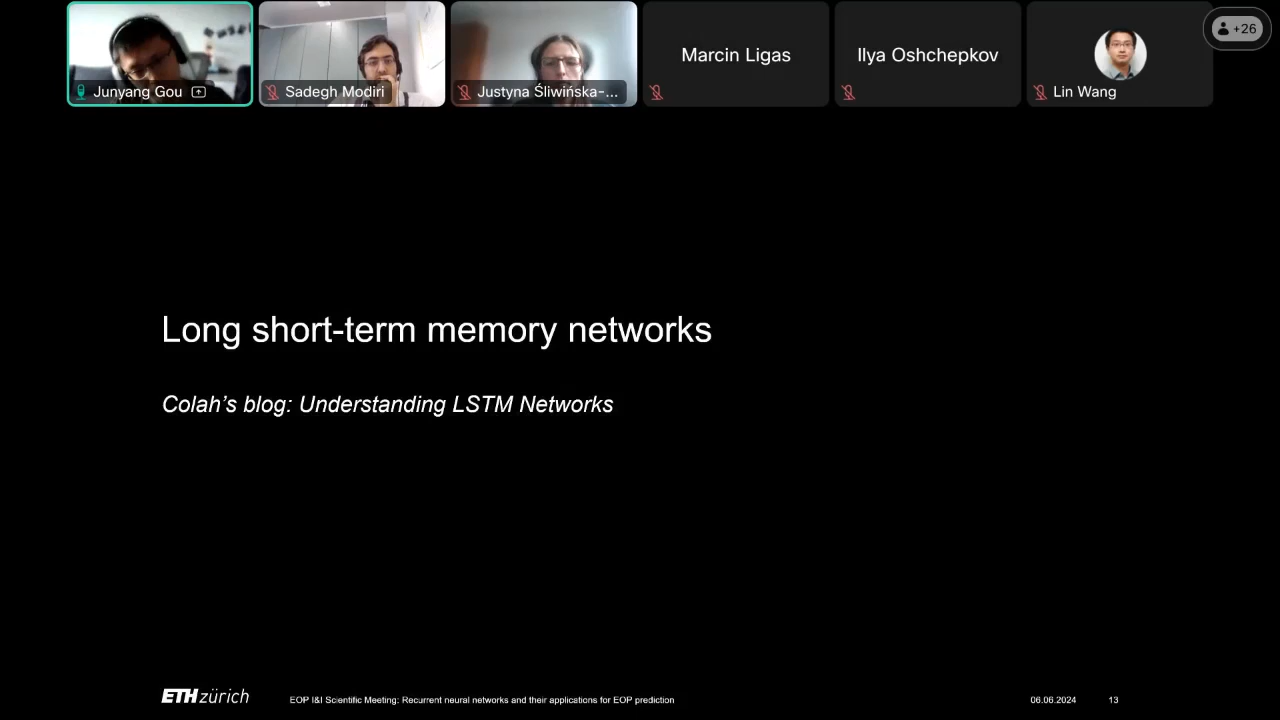 Junyang Gou
Sadegh Modiri
Justyna Śliwińska-...
Marcin Ligas
Ilya Oshchepkov
Lin Wang
+26
Long short-term memory networks
Colah's blog: Understanding LSTM Networks
ETH zürich
EOP I&I Scientific Meeting: Recurrent neural networks and their applications for EOP prediction
06.06.2024
13